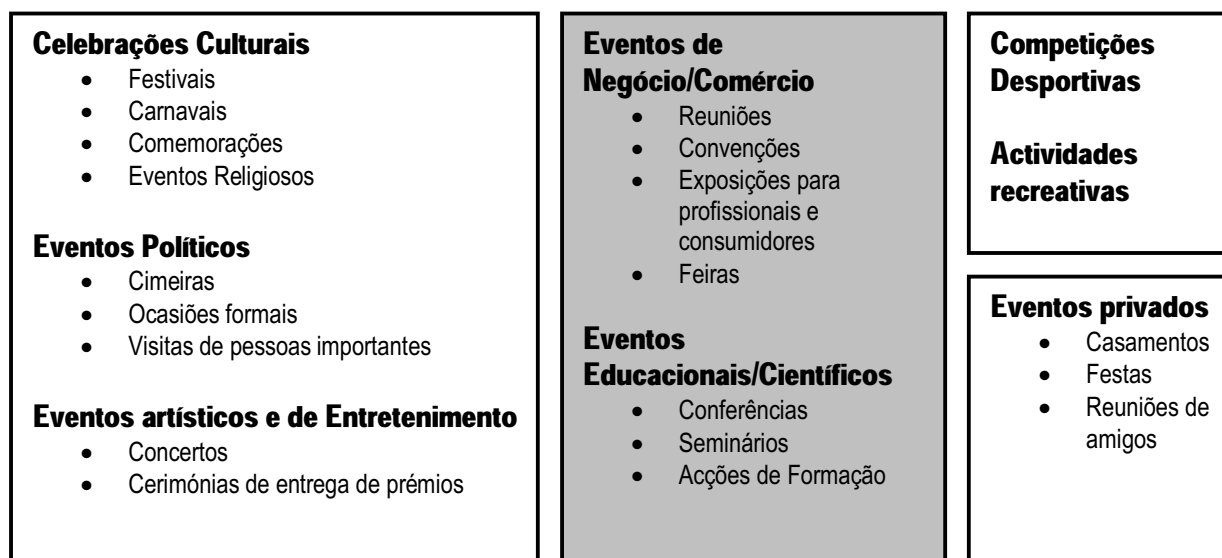 Celebrações Culturais
• Festivais
• Carnavais
• Comemorações
• Eventos Religiosos
Eventos Políticos
• Cimeiras
• Ocasiões formais
• Visitas de pessoas importantes
Eventos artísticos e de Entretenimento
• Concertos
• Cerimónias de entrega de prémios
Eventos de
Negócio/Comércio
• Reuniões
• Convenções
• Exposições para
profissionais e
consumidores
• Feiras
Eventos
Educacionais/Científicos
• Conferências
• Seminários
• Acções de Formação
Competições
Desportivas
Actividades
recreativas
Eventos privados
• Casamentos
• Festas
• Reuniões de
amigos